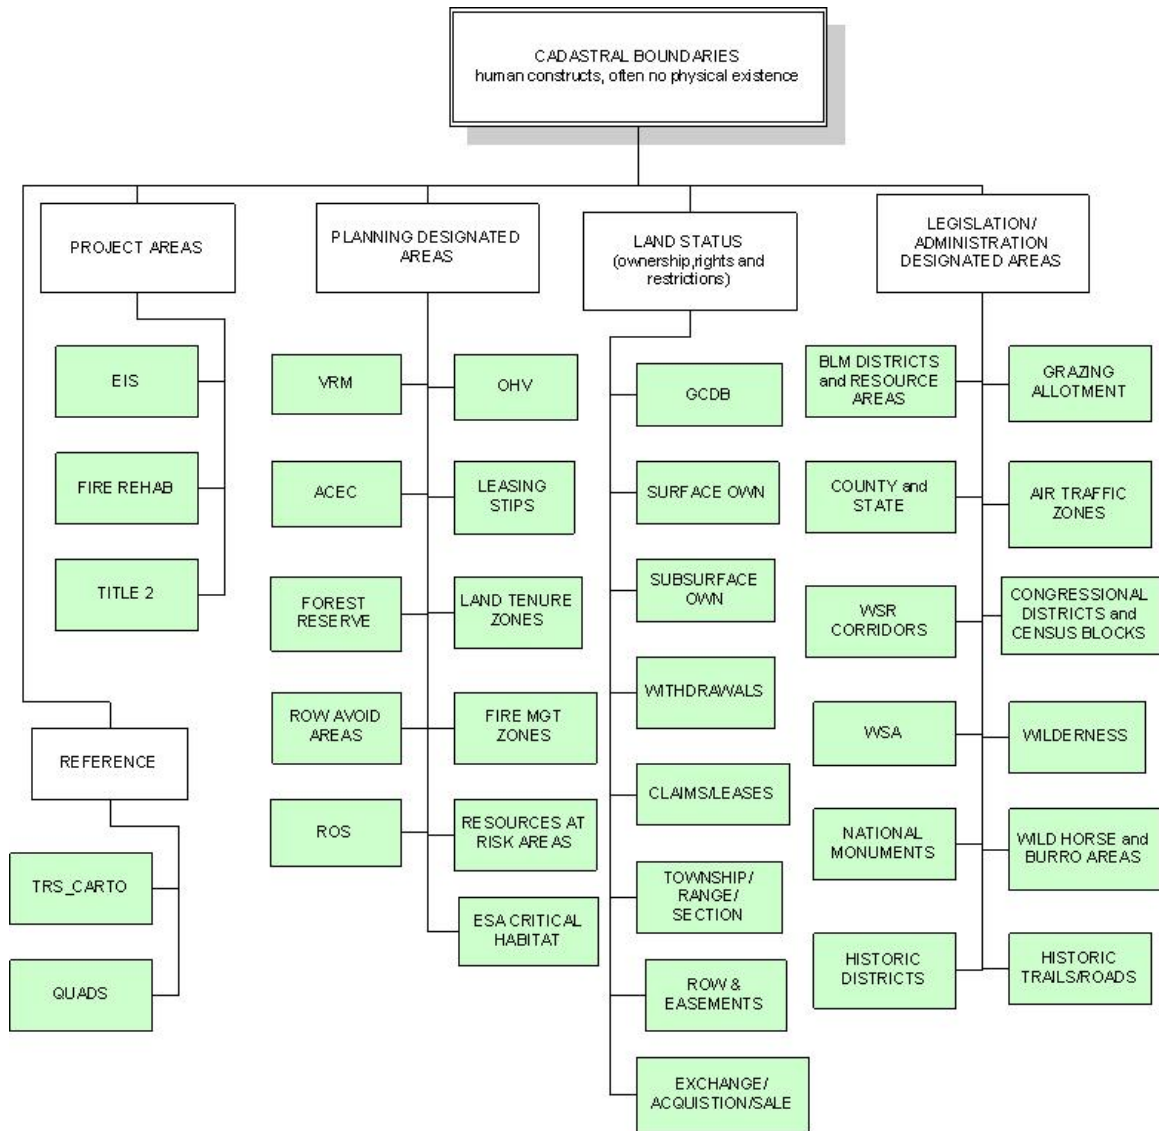 CADASTRAL BOUNDARIES
human constructs, often no physical existence
PROJECT AREAS
EIS
FIRE REHAB
TITLE 2
REFERENCE
TRS_CARTO
QUADS
PLANNING DESIGNATED
AREAS
VRM
OHV
ACEC
LEASING
STIPS
FOREST
RESERVE
LAND TENURE
ZONES
ROW AVOID
AREAS
FIRE MGT
ZONES
ROS
RESOURCES AT
RISK AREAS
ESA CRITICAL
HABITAT
LAND STATUS
(ownership,rights and
restrictions)
GCDB
SURFACE OWN
SUBSURFACE
OWN
WITHDRAWALS
CLAIMS/LEASES
TOWNSHIP/
RANGE/
SECTION
ROW &
EASEMENTS
EXCHANGE/
ACQUISTION/SALE
LEGISLATION/
ADMINISTRATION
DESIGNATED AREAS
BLM DISTRICTS
and RESOURCE
AREAS
GRAZING
ALLOTMENT
COUNTY and
STATE
AIR TRAFFIC
ZONES
WSR
CORRIDORS
CONGRESSIONAL
DISTRICTS and
CENSUS BLOCKS
WSA
WILDERNESS
NATIONAL
MONUMENTS
WILD HORSE and
BURRO AREAS
HISTORIC
DISTRICTS
HISTORIC
TRAILS/ROADS